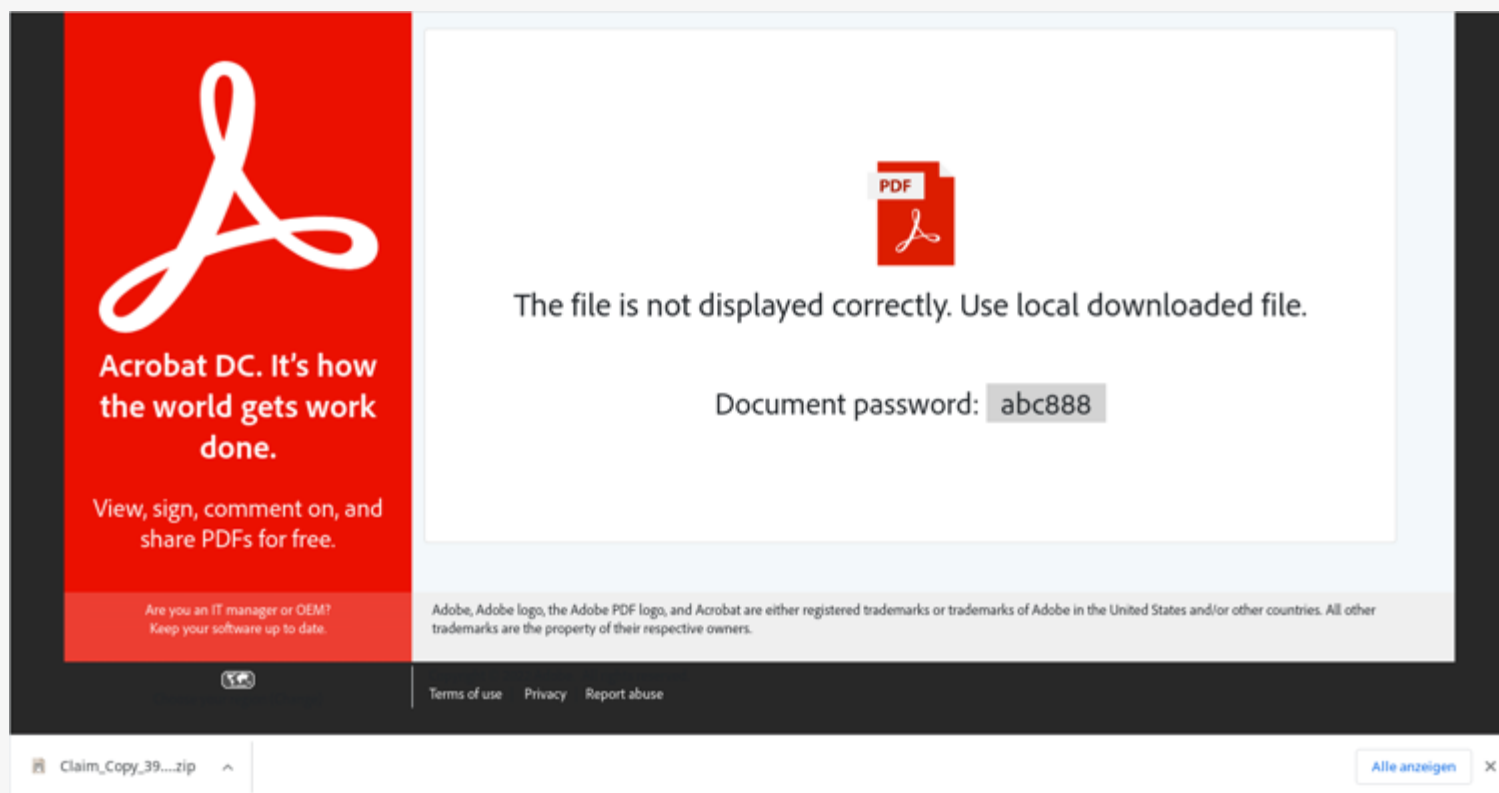 Acrobat DC. It's how
the world gets work
done.
View, sign, comment on, and
share PDFs for free.
Are you an IT manager or OEM?
Keep your software up to date.
PDF
The file is not displayed correctly. Use local downloaded file.
Document password: abc888
Adobe, Adobe logo, the Adobe PDF logo, and Acrobat are either registered trademarks or trademarks of Adobe in the United States and/or other countries. All other
trademarks are the property of their respective owners.
Terms of use Privacy Report abuse
Claim_Copy_39....zip
Alle anzeigen